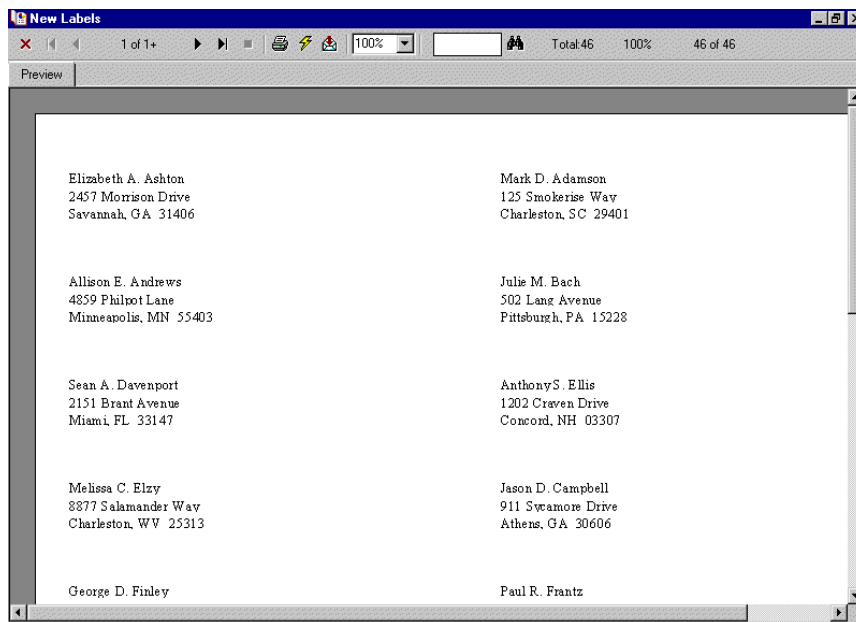 New Labels
1 of 1+ 100% Total:46 100% 46 of 46
Preview
Elizabeth A. Ashton
2457 Morrison Drive
Savannah, GA 31406
Mark D. Adamson
125 Smokerise Way
Charleston, SC 29401
Allison E. Andrews
4859 Philpot Lane
Minneapolis, MN 55403
Julie M. Bach
502 Lang Avenue
Pittsburgh, PA 15228
Sean A. Davenport
2151 Brant Avenue
Miami, FL 33147
Anthony S. Ellis
1202 Craven Drive
Concord, NH 03307
Melissa C. Elzy
8877 Salamander Way
Charleston, WV 25313
Jason D. Campbell
911 Sycamore Drive
Athens, GA 30606
George D. Finley
Paul R. Frantz